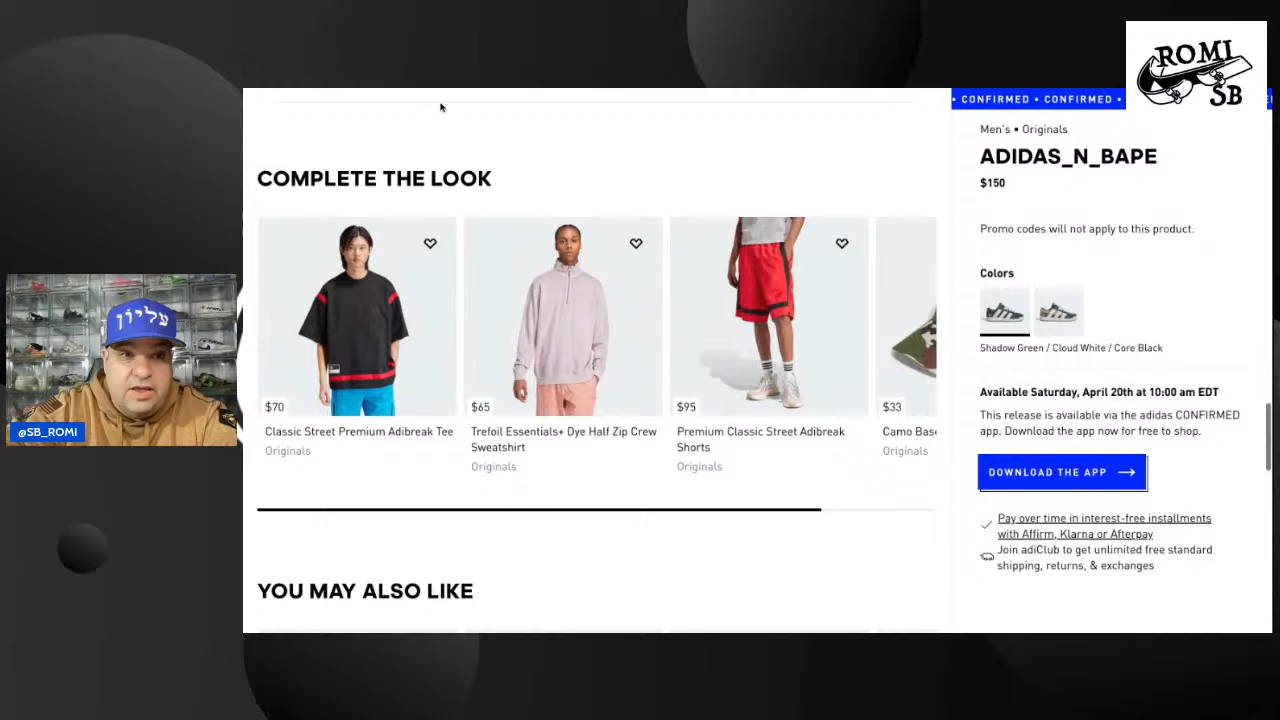 ROMI
SB
• CONFIRMED • CONFIRMED •
Men's • Originals
ADIDAS_N_BAPE
$150
Promo codes will not apply to this product.
Colors
Shadow Green / Cloud White / Core Black
Available Saturday, April 20th at 10:00 am EDT
This release is available via the adidas CONFIRMED
app. Download the app now for free to shop.
DOWNLOAD THE APP
Pay over time in interest-free installments
with Affirm, Klarna or Afterpay
Join adiClub to get unlimited free standard
shipping, returns, & exchanges
COMPLETE THE LOOK
$70
Classic Street Premium Adibreak Tee
Originals
$65
Trefoil Essentials+ Dye Half Zip Crew
Sweatshirt
Originals
$95
Premium Classic Street Adibreak
Shorts
Originals
$33
Camo Base
Originals
YOU MAY ALSO LIKE
עליון
@SB_ROMI